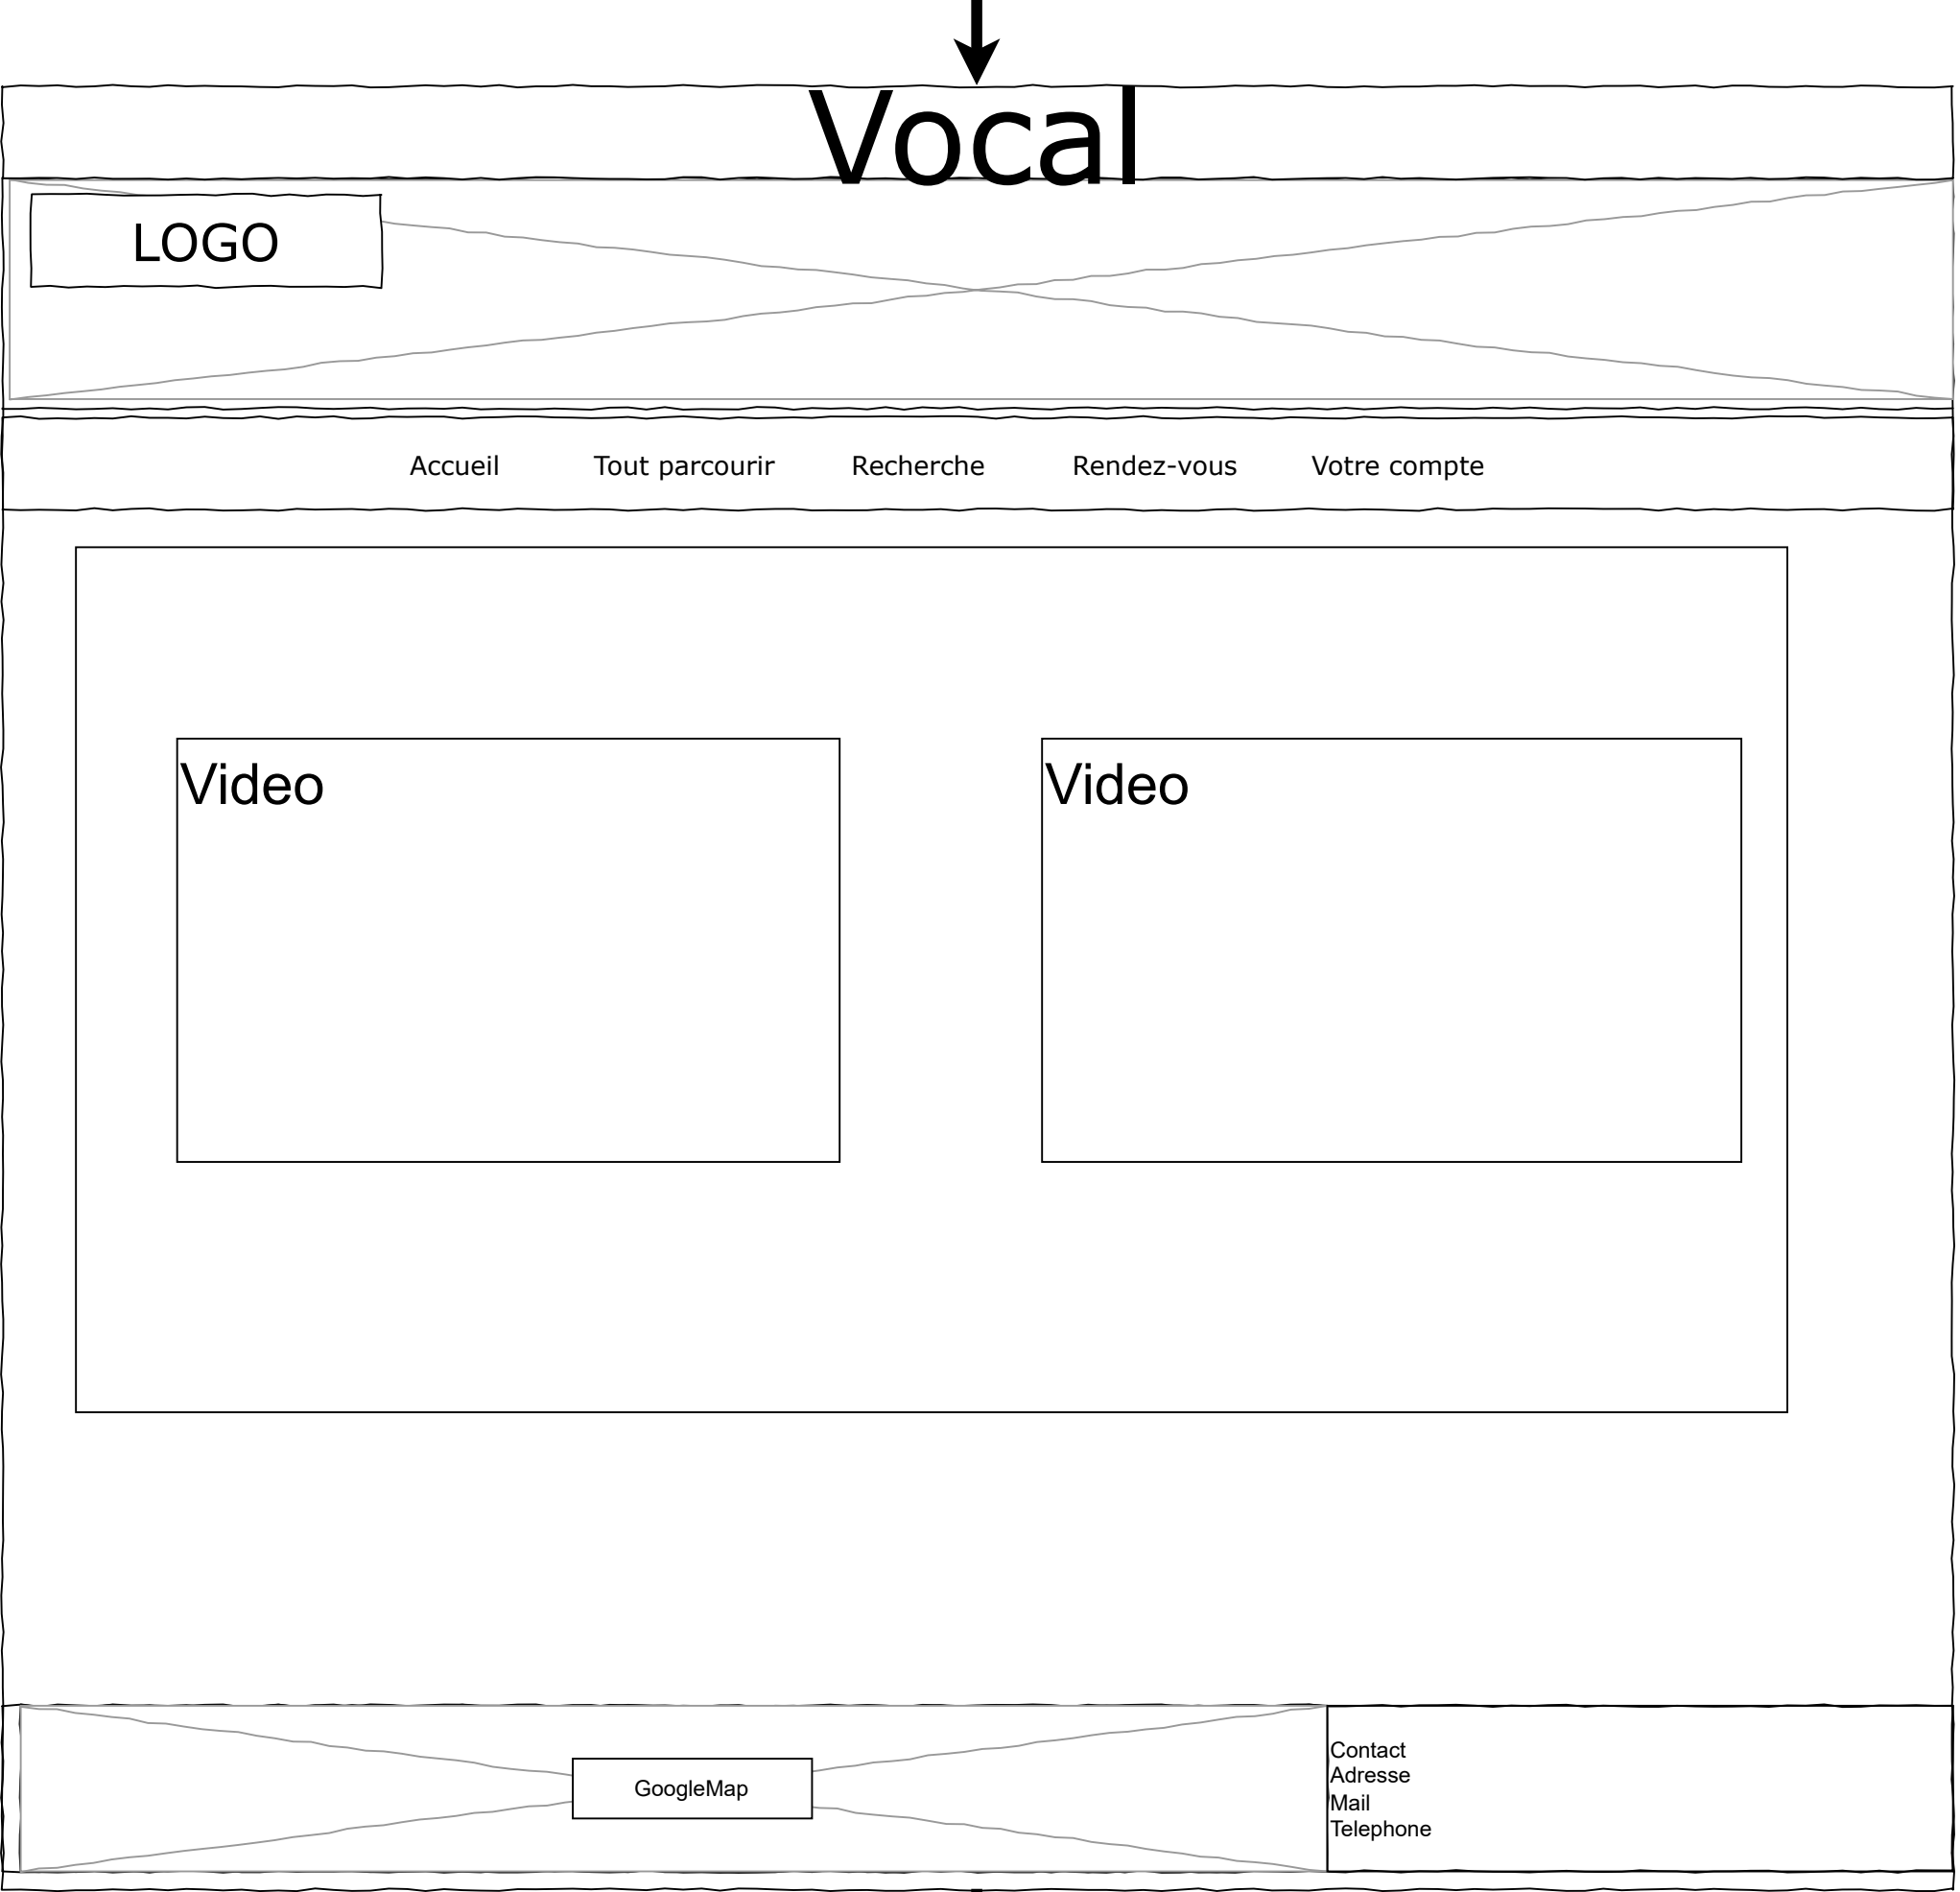 Vocal
LOGO
Accueil Tout parcourir Recherche Rendez-vous Votre compte
Video Video
GoogleMap
Contact
Adresse
Mail
Telephone